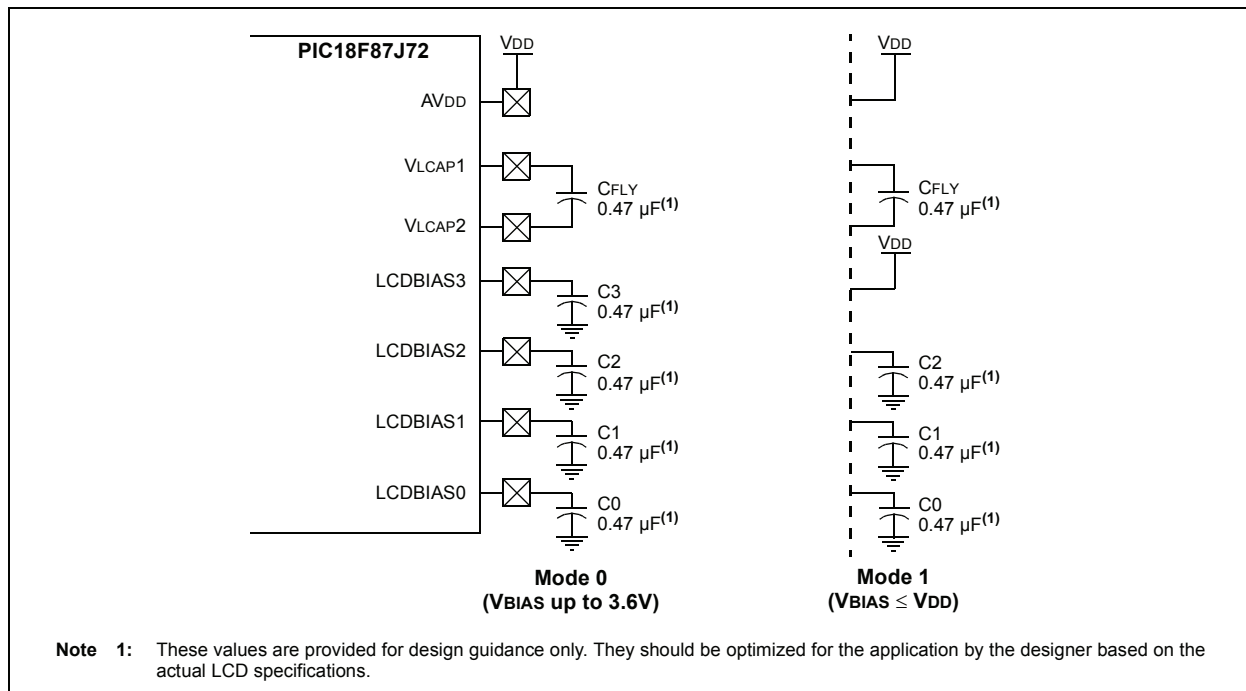 PIC18F87J72
VDD
AVDD
VLCAP1
CFLY
0.47 µF(1)
VLCAP2
LCDBIAS3
C3
0.47 µF(1)
LCDBIAS2
C2
0.47 µF(1)
LCDBIAS1
C1
0.47 µF(1)
LCDBIAS0
C0
0.47 µF(1)
Mode 0
(VBIAS up to 3.6V)
VDD
CFLY
0.47 µF(1)
VDD
C2
0.47 µF(1)
C1
0.47 µF(1)
C0
0.47 µF(1)
Mode 1
(VBIAS ≤ VDD)
Note 1: These values are provided for design guidance only. They should be optimized for the application by the designer based on the
actual LCD specifications.